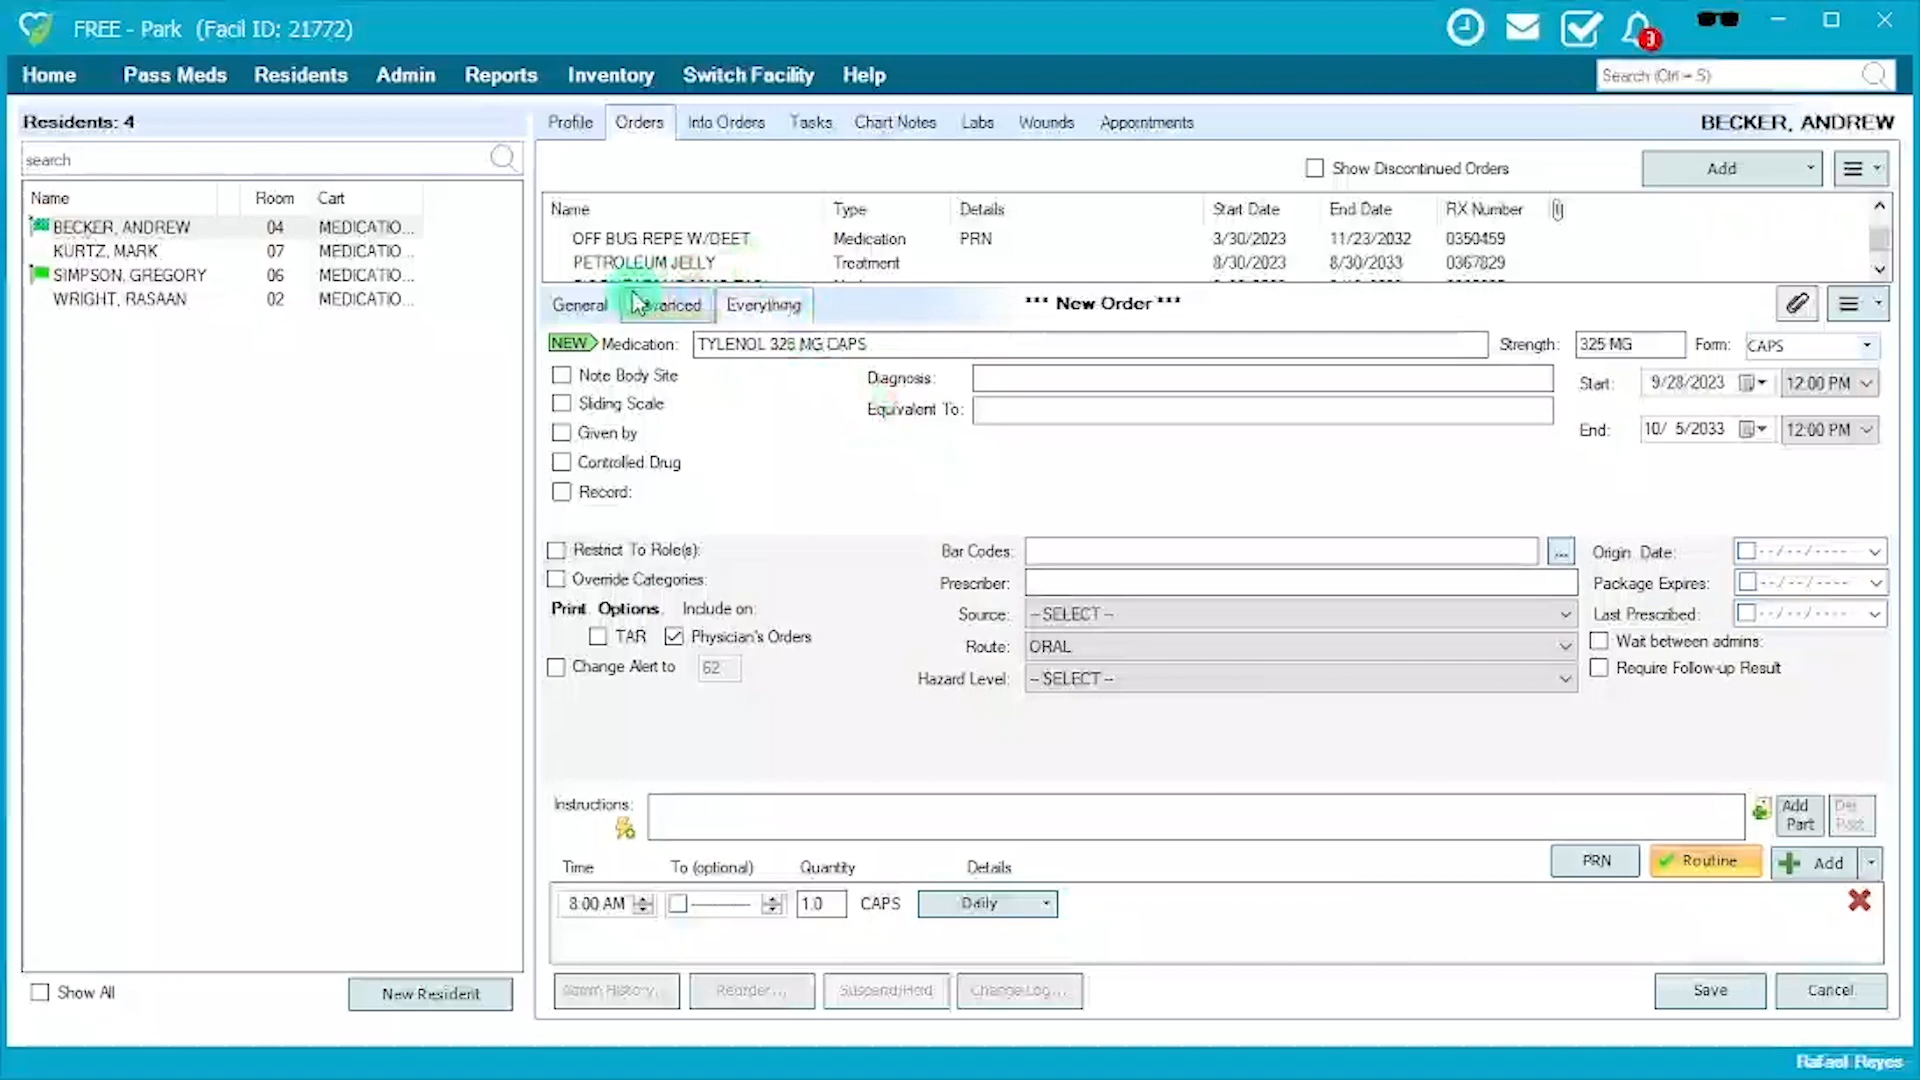 FREE - Park (Facil ID: 21772)
3
Home Pass Meds Residents Admin Reports Inventory Switch Facility Help
Search (Ctrl + S)
Residents: 4
Profile Orders Info Orders Tasks Chart Notes Labs Wounds Appointments
BECKER, ANDREW
search
Show Discontinued Orders
Add
Name Room Cart
BECKER, ANDREW 04 MEDICATIO...
KURTZ, MARK 07 MEDICATIO...
SIMPSON, GREGORY 06 MEDICATIO...
WRIGHT, RASAAN 02 MEDICATIO...
Name Type Details Start Date End Date RX Number
OFF BUG REPE W/DEET Medication PRN 3/30/2023 11/23/2032 0350459
PETROLEUM JELLY Treatment 8/30/2023 8/30/2033 0367829
General Advanced Everything
*** New Order ***
NEW Medication: TYLENOL 325 MG CAPS Strength: 325 MG Form: CAPS
Note Body Site
Sliding Scale
Given by
Controlled Drug
Record:
Diagnosis:
Equivalent To:
Start: 9/28/2023 12:00 PM
End: 10/ 5/2033 12:00 PM
Restrict To Role(s):
Override Categories:
Print Options Include on:
TAR Physician's Orders
Change Alert to 62
Bar Codes: ...
Prescriber:
Source: -- SELECT --
Route: ORAL
Hazard Level: -- SELECT --
Origin Date: --/--/----
Package Expires: --/--/----
Last Prescribed: --/--/----
Wait between admins:
Require Follow-up Result
Instructions:
Add Part
Del Part
Time To (optional) Quantity Details
PRN Routine Add
8:00 AM 1.0 CAPS Daily
Reorder... Suspend/Hold Change Log...
Save Cancel
Show All New Resident
Rafael Reyes